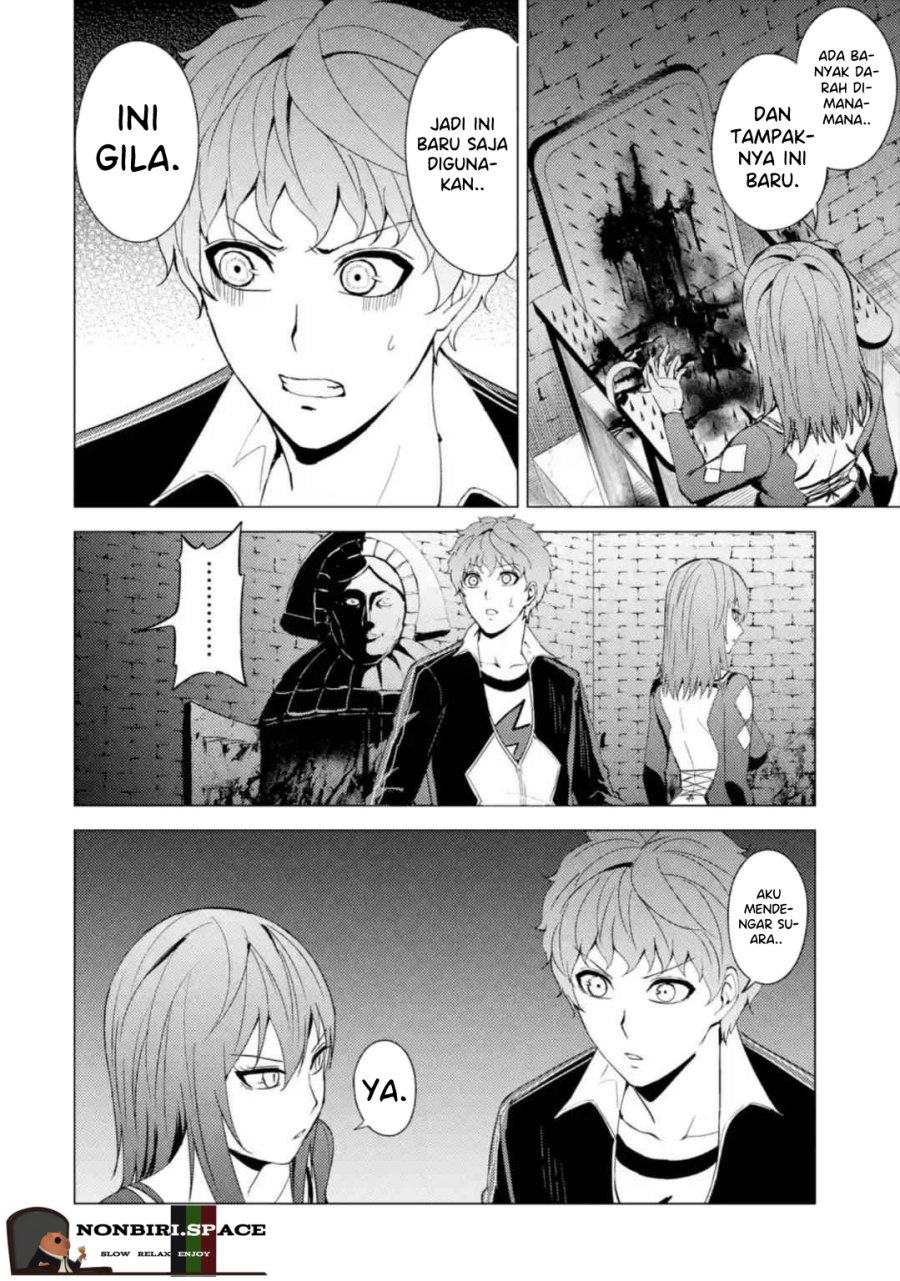 ADA BA-
NYAK DA-
RAH DI-
MANA-
MANA..
DAN
TAMPAK-
NYA INI
BARU.
JADI INI
BARU SAJA
DIGUNA-
KAN..
INI
GILA.
..........
AKU
MENDE-
NGAR SU-
ARA..
YA.
NONBIRI.SPACE
SLOW RELAX ENJOY